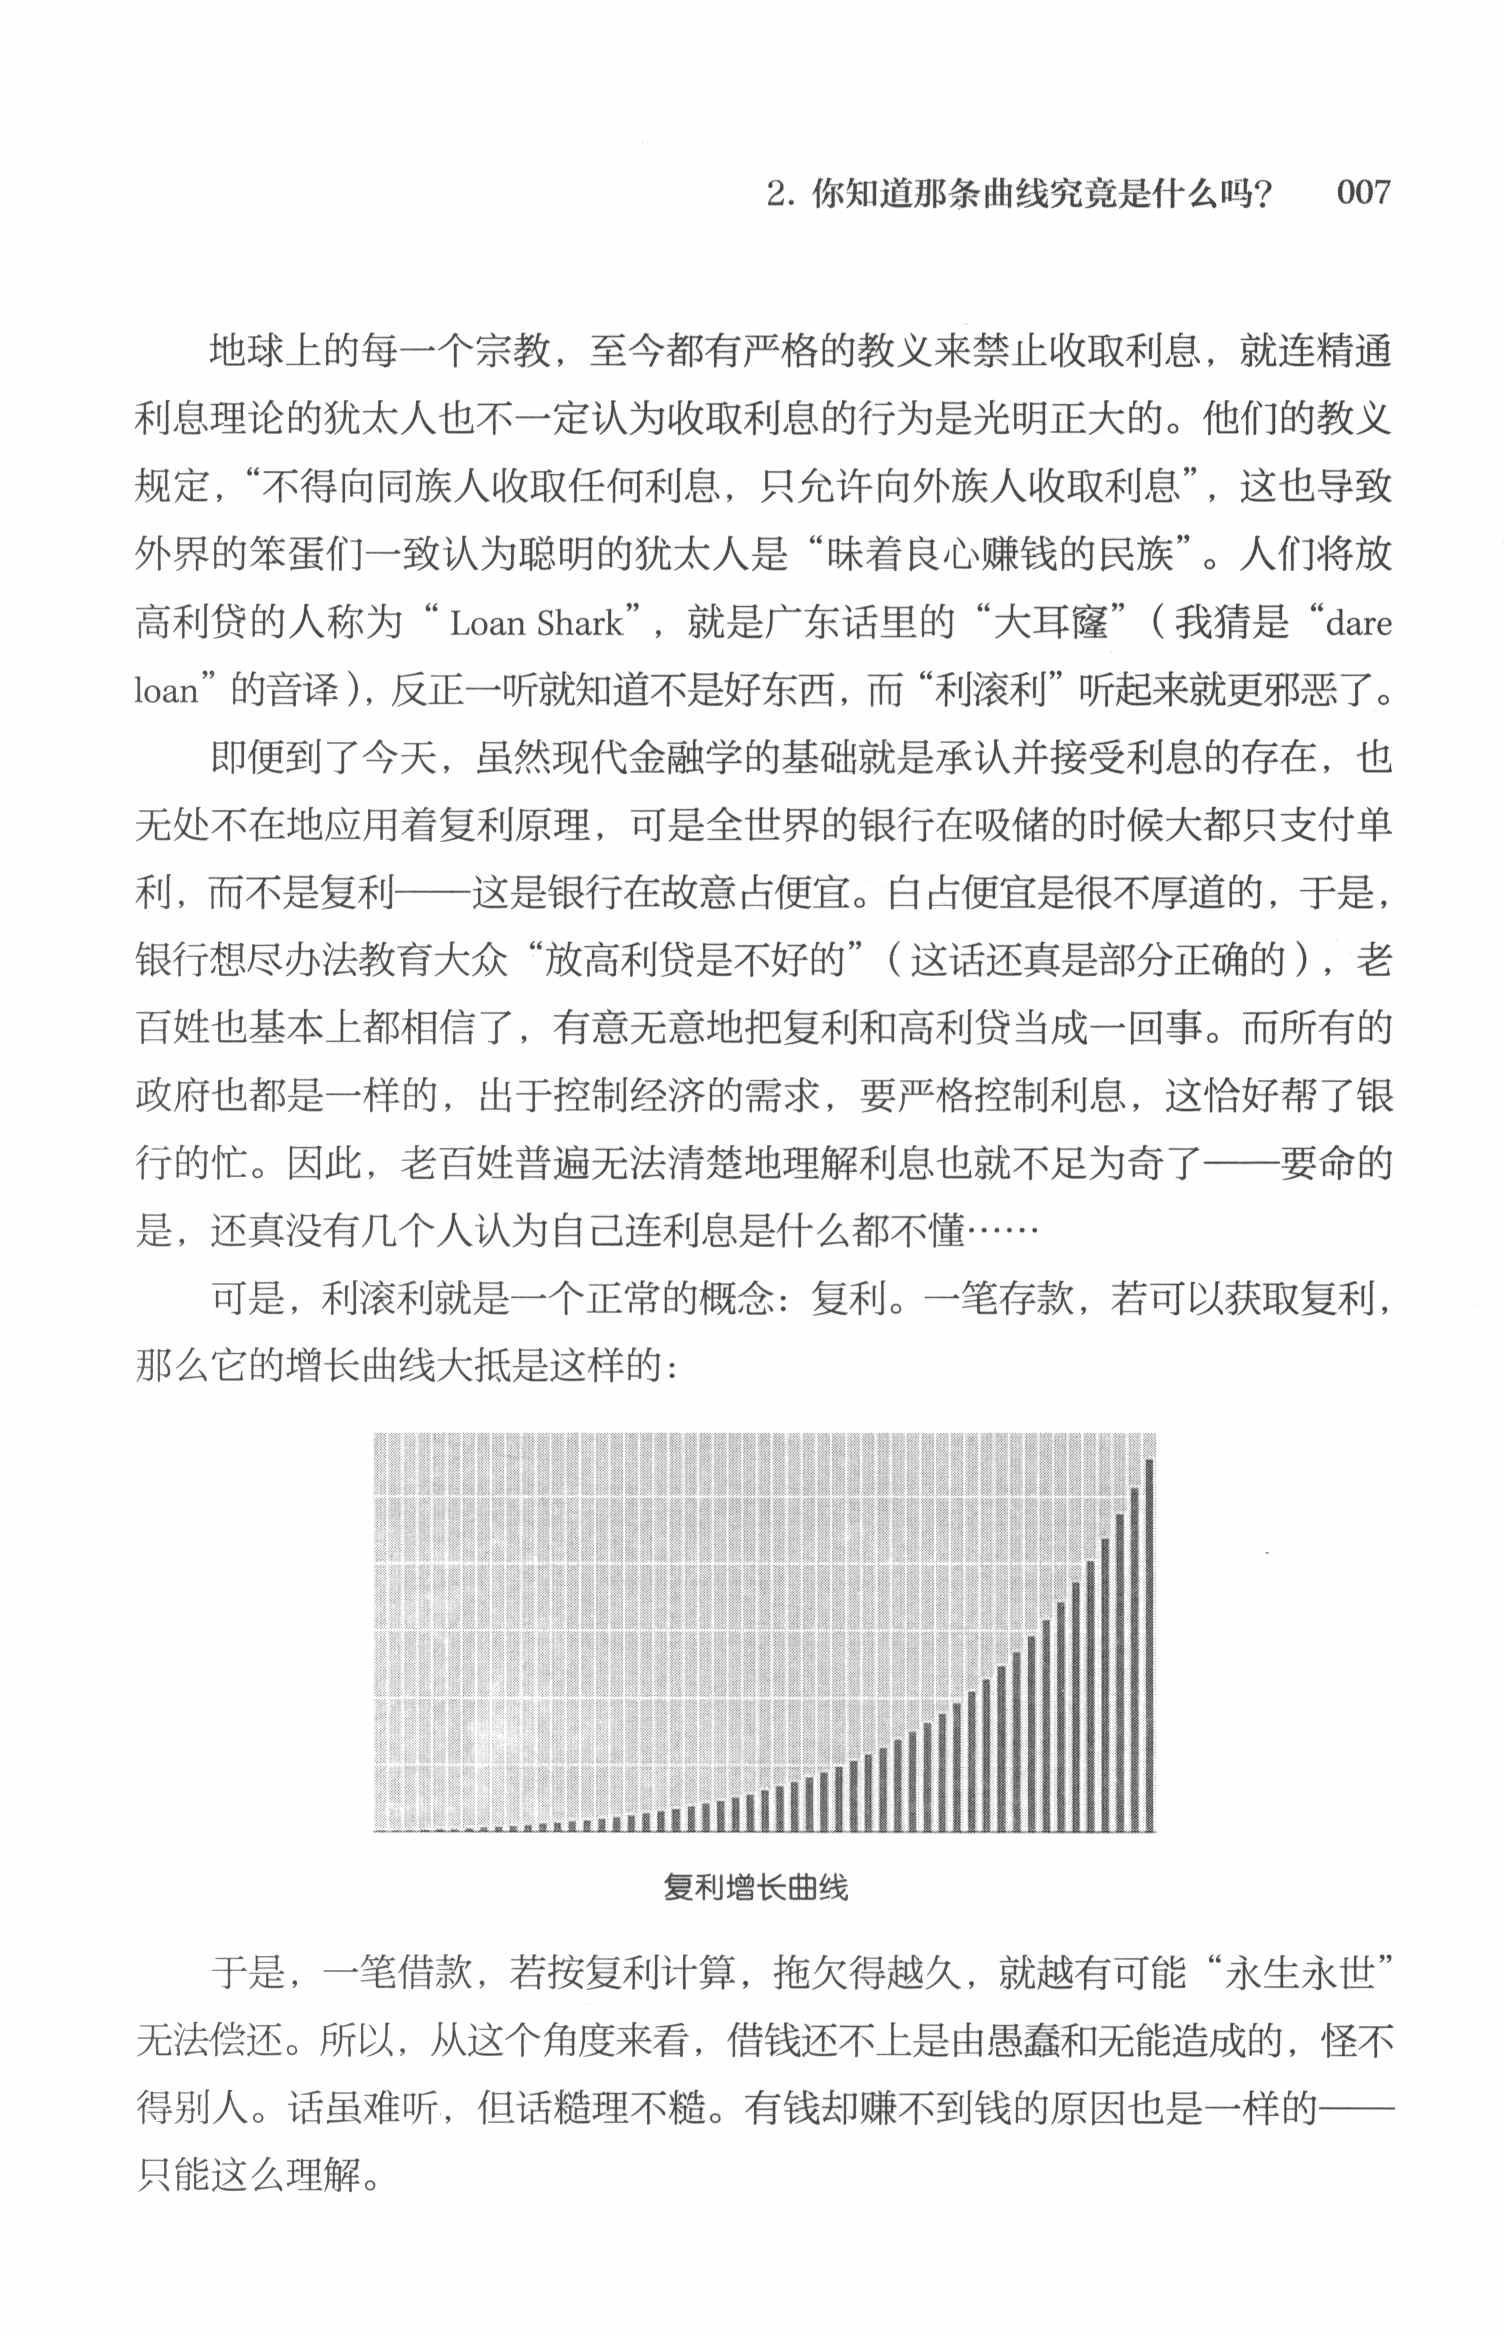 2. 你知道那条曲线究竟是什么吗？ 007
地球上的每一个宗教，至今都有严格的教义来禁止收取利息，就连精通
利息理论的犹太人也不一定认为收取利息的行为是光明正大的。他们的教义
规定，“不得向同族人收取任何利息，只允许向外族人收取利息”，这也导致
外界的笨蛋们一致认为聪明的犹太人是“昧着良心赚钱的民族”。人们将放
高利贷的人称为“Loan Shark”，就是广东话里的“大耳窿”（我猜是“dare
loan”的音译），反正一听就知道不是好东西，而“利滚利”听起来就更邪恶了。
即便到了今天，虽然现代金融学的基础就是承认并接受利息的存在，也
无处不在地应用着复利原理，可是全世界的银行在吸储的时候大都只支付单
利，而不是复利——这是银行在故意占便宜。白占便宜是很不厚道的，于是，
银行想尽办法教育大众“放高利贷是不好的”（这话还真是部分正确的），老
百姓也基本上都相信了，有意无意地把复利和高利贷当成一回事。而所有的
政府也都是一样的，出于控制经济的需求，要严格控制利息，这恰好帮了银
行的忙。因此，老百姓普遍无法清楚地理解利息也就不足为奇了——要命的
是，还真没有几个人认为自己连利息是什么都不懂……
可是，利滚利就是一个正常的概念：复利。一笔存款，若可以获取复利，
那么它的增长曲线大抵是这样的：
复利增长曲线
于是，一笔借款，若按复利计算，拖欠得越久，就越有可能“永生永世”
无法偿还。所以，从这个角度来看，借钱还不上是由愚蠢和无能造成的，怪不
得别人。话虽难听，但话糙理不糙。有钱却赚不到钱的原因也是一样的——
只能这么理解。